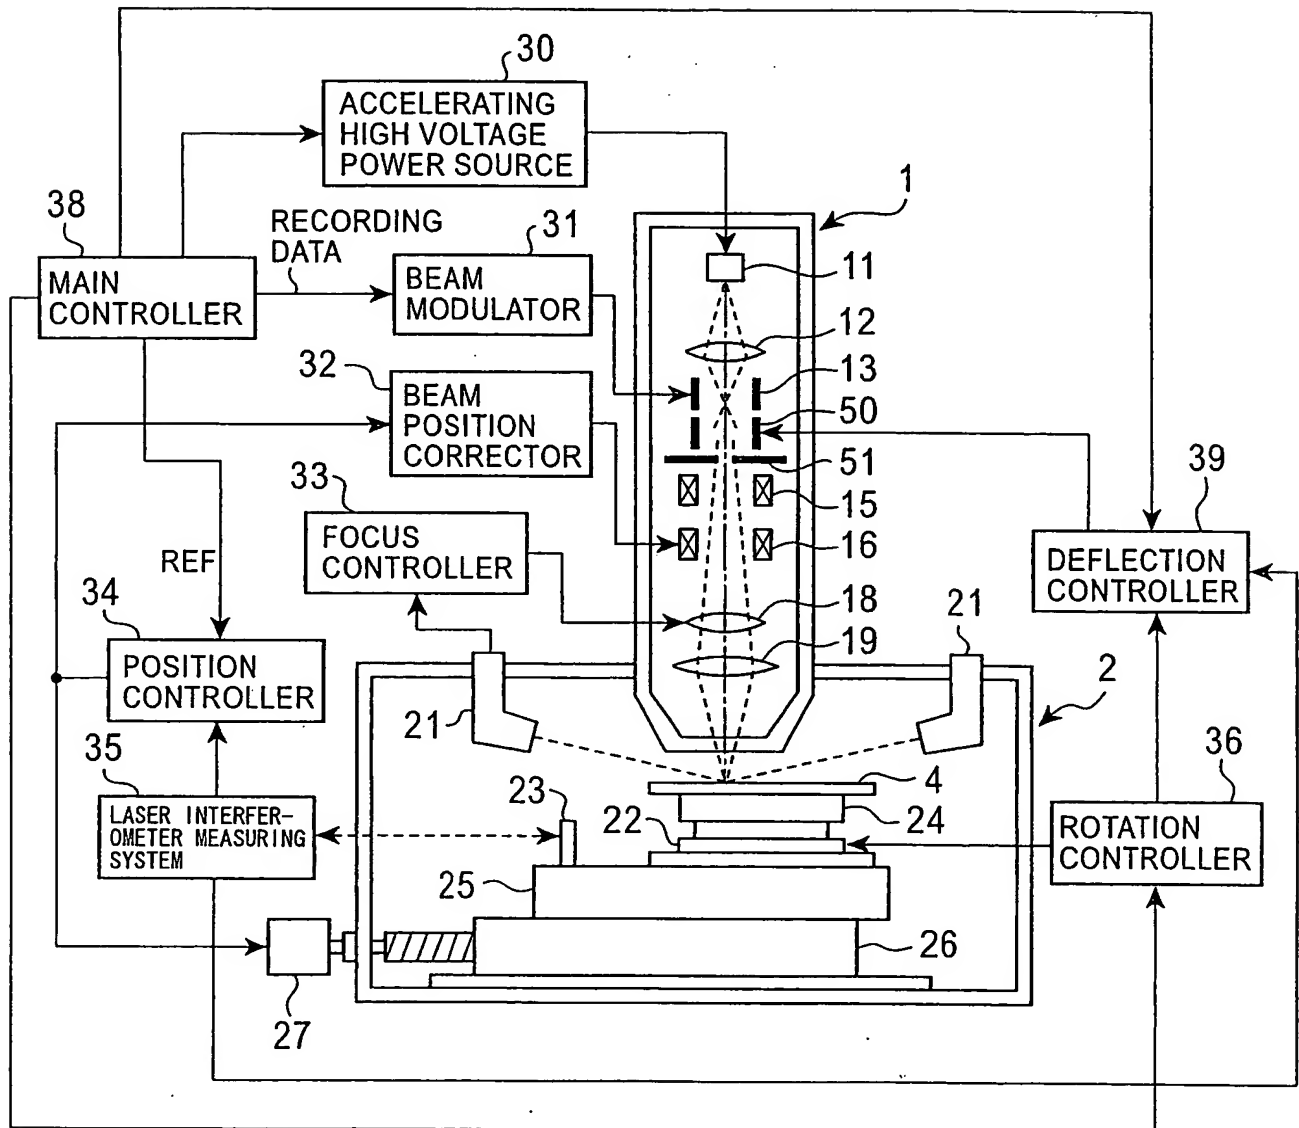 30
ACCELERATING
HIGH VOLTAGE
POWER SOURCE
1
38
RECORDING
DATA
31
MAIN
CONTROLLER
BEAM
MODULATOR
11
12
32
13
BEAM
POSITION
CORRECTOR
50
51
33
15
39
FOCUS
CONTROLLER
16
REF
DEFLECTION
CONTROLLER
34
18
21
19
POSITION
CONTROLLER
2
21
35
36
4
23
LASER INTERFER-
OMETER MEASURING
SYSTEM
22
24
ROTATION
CONTROLLER
25
26
27